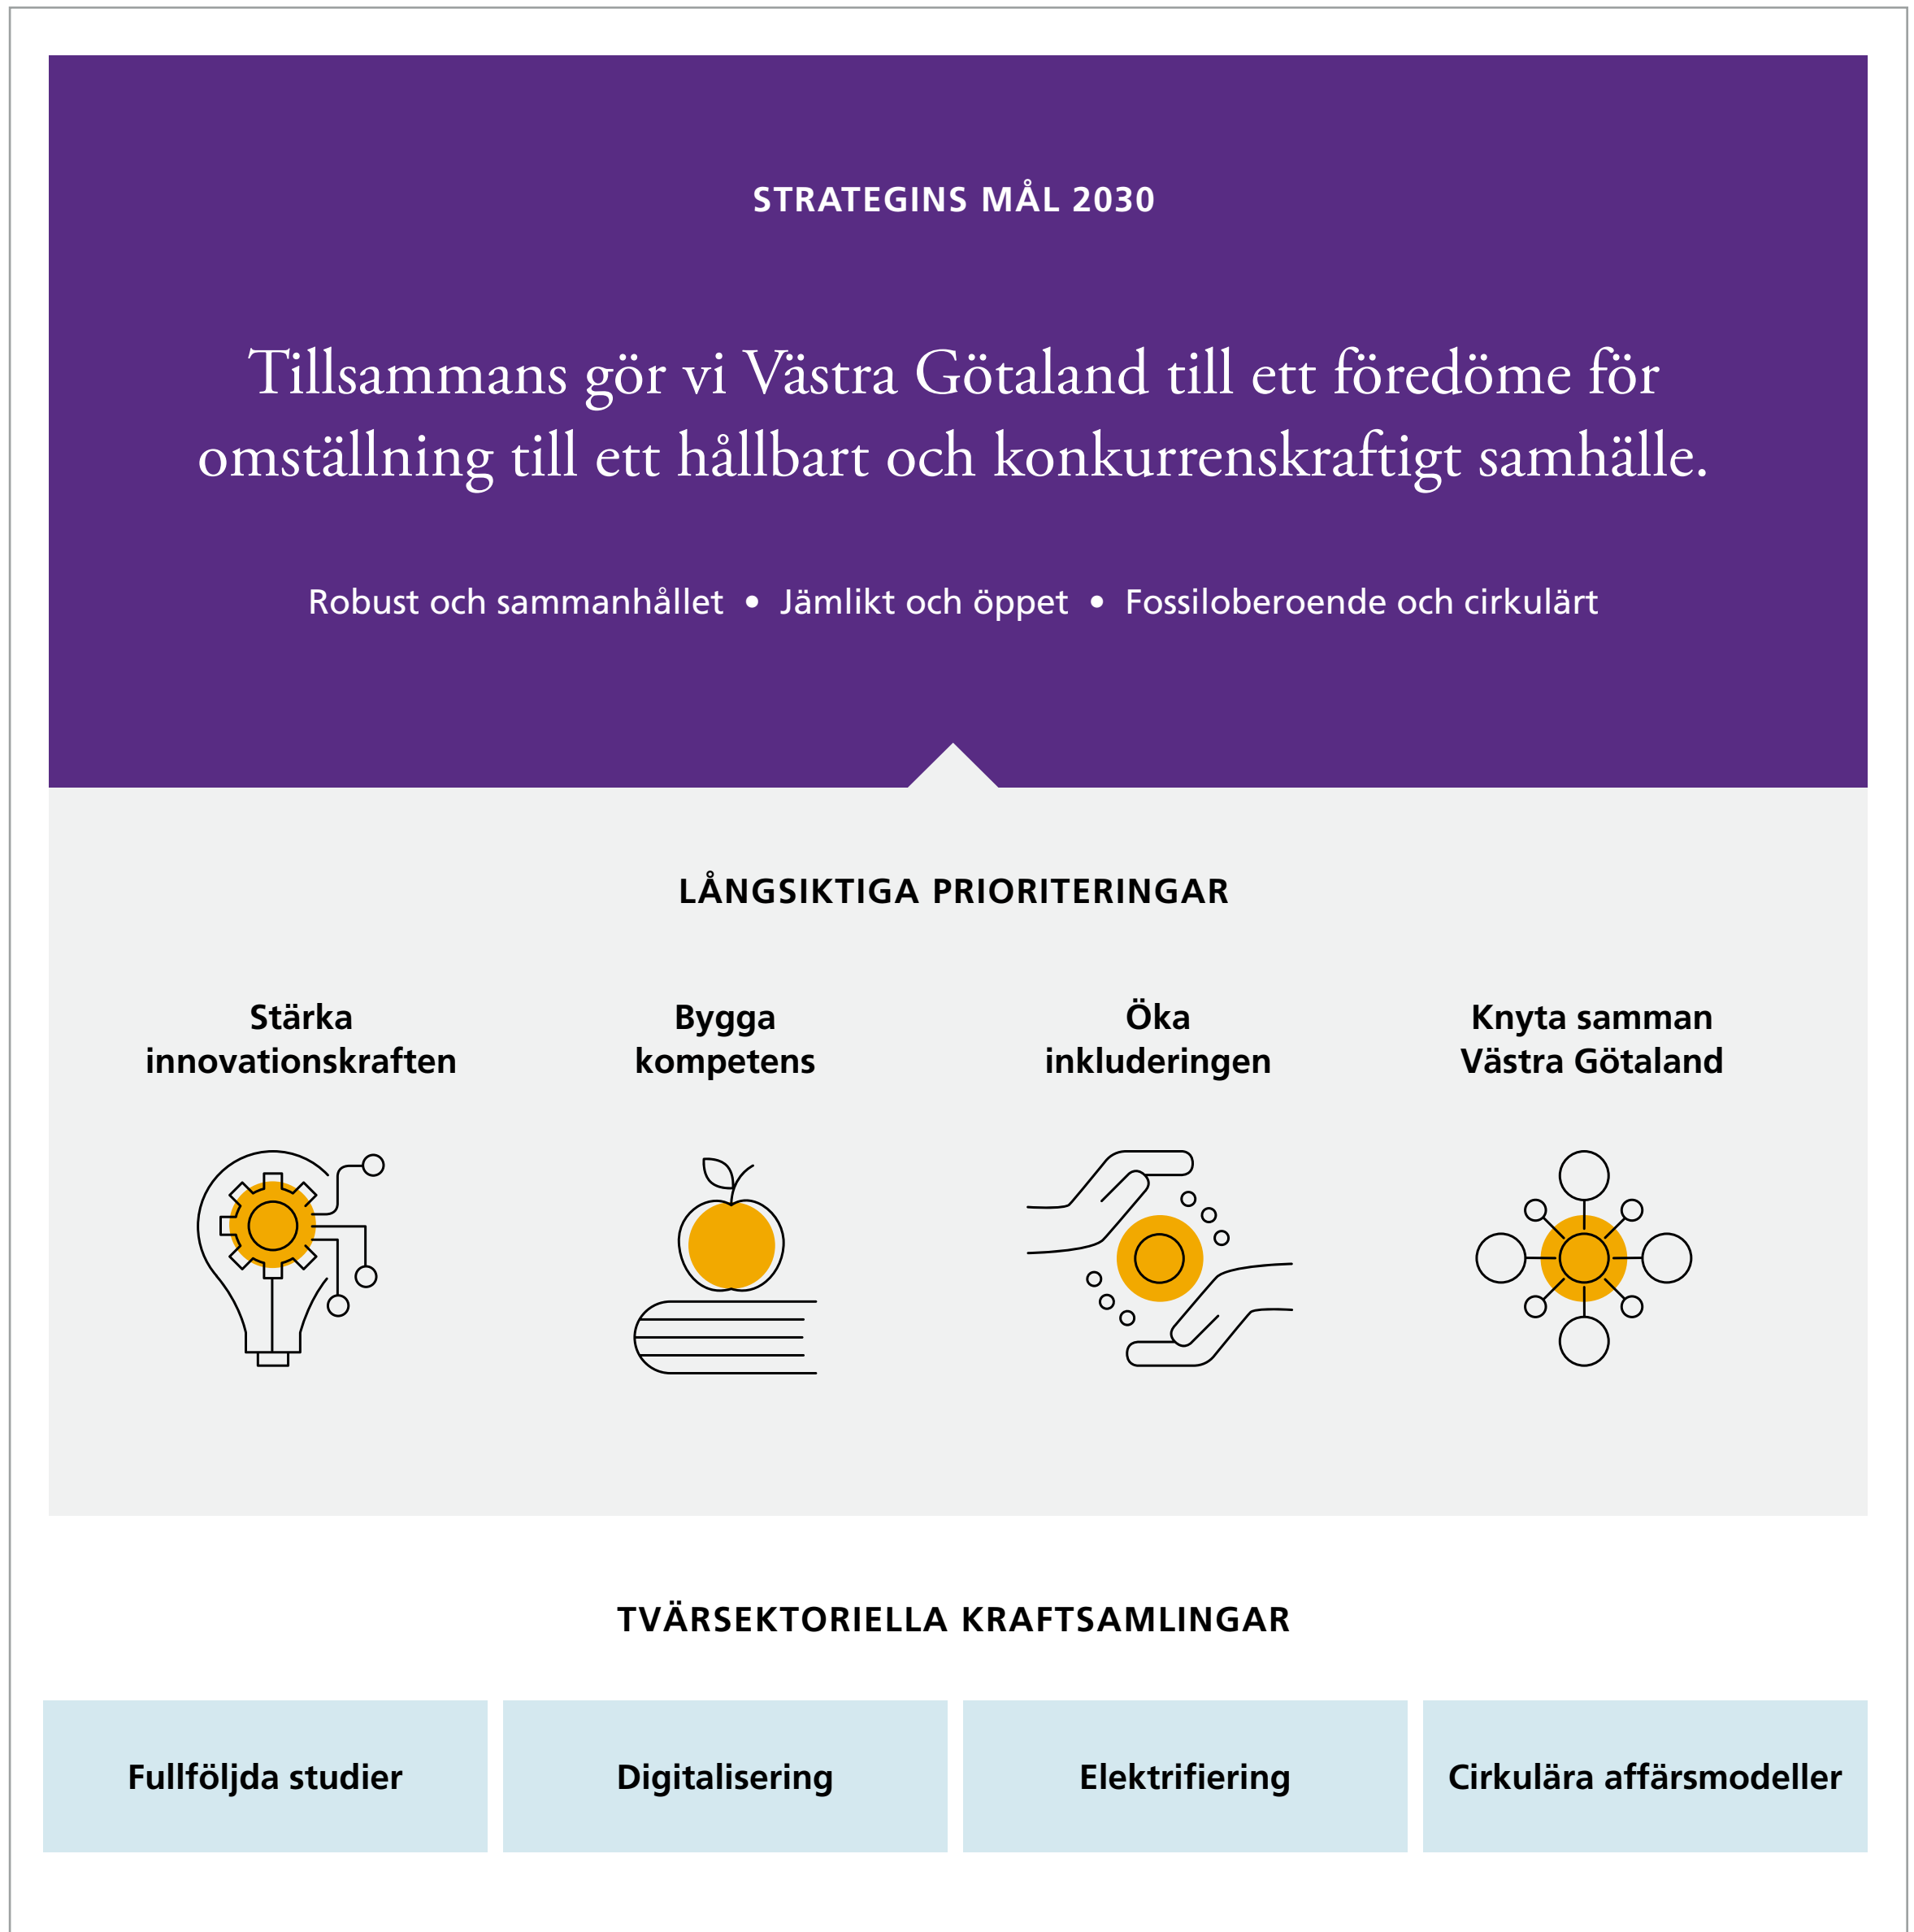 STRATEGINS MÅL 2030
Tillsammans gör vi Västra Götaland till ett föredöme för
omställning till ett hållbart och konkurrenskraftigt samhälle.
Robust och sammanhållet • Jämlikt och öppet • Fossiloberoende och cirkulärt
LÅNGSIKTIGA PRIORITERINGAR
Stärka
innovationskraften
Bygga
kompetens
Öka
inkluderingen
Knyta samman
Västra Götaland
TVÄRSEKTORIELLA KRAFTSAMLINGAR
Fullföljda studier
Digitalisering
Elektrifiering
Cirkulära affärsmodeller